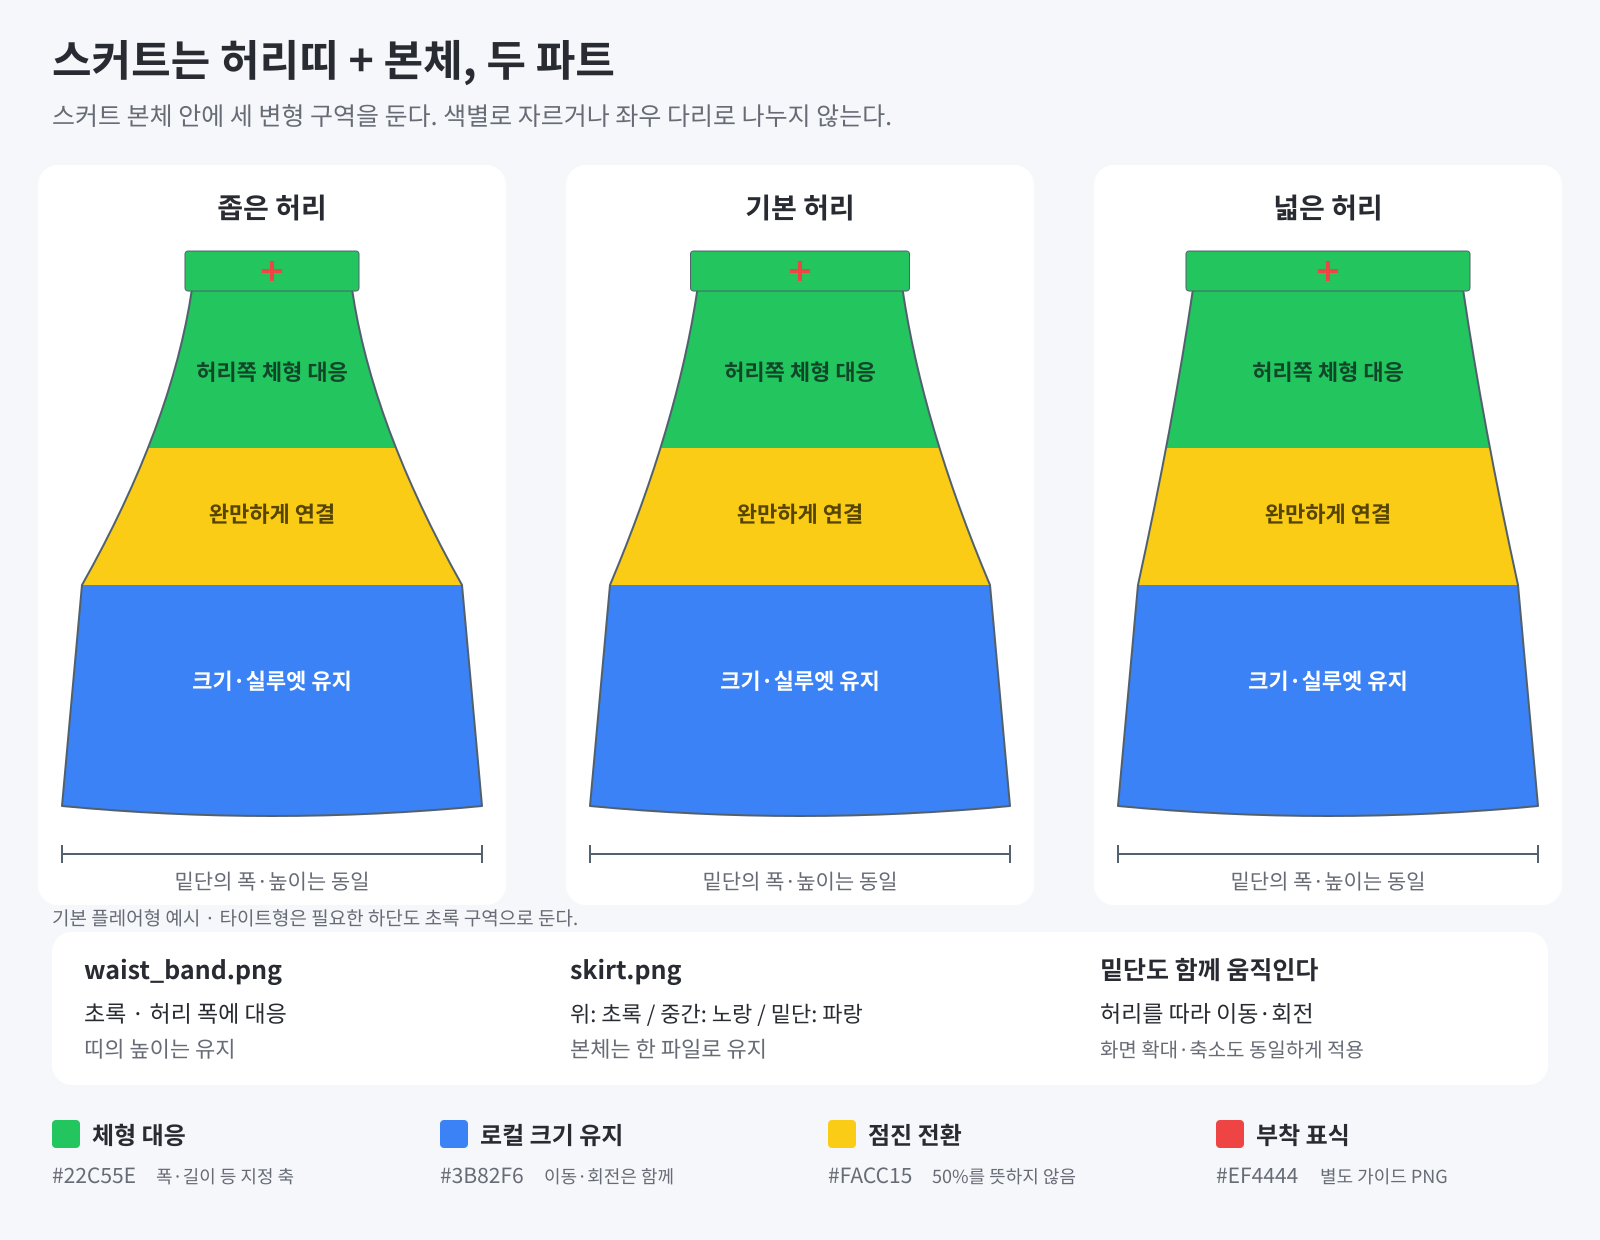 스커트는 허리띠 + 본체, 두 파트
스커트 본체 안에 세 변형 구역을 둔다. 색별로 자르거나 좌우 다리로 나누지 않는다.
좁은 허리
기본 허리
넓은 허리
+
+
+
허리쪽 체형 대응
허리쪽 체형 대응
허리쪽 체형 대응
완만하게 연결
완만하게 연결
완만하게 연결
크기·실루엣 유지
크기·실루엣 유지
크기·실루엣 유지
밑단의 폭·높이는 동일
밑단의 폭·높이는 동일
밑단의 폭·높이는 동일
기본 플레어형 예시 · 타이트형은 필요한 하단도 초록 구역으로 둔다.
waist_band.png
초록 · 허리 폭에 대응
띠의 높이는 유지
skirt.png
위: 초록 / 중간: 노랑 / 밑단: 파랑
본체는 한 파일로 유지
밑단도 함께 움직인다
허리를 따라 이동·회전
화면 확대·축소도 동일하게 적용
체형 대응
#22C55E 폭·길이 등 지정 축
로컬 크기 유지
#3B82F6 이동·회전은 함께
점진 전환
#FACC15 50%를 뜻하지 않음
부착 표식
#EF4444 별도 가이드 PNG